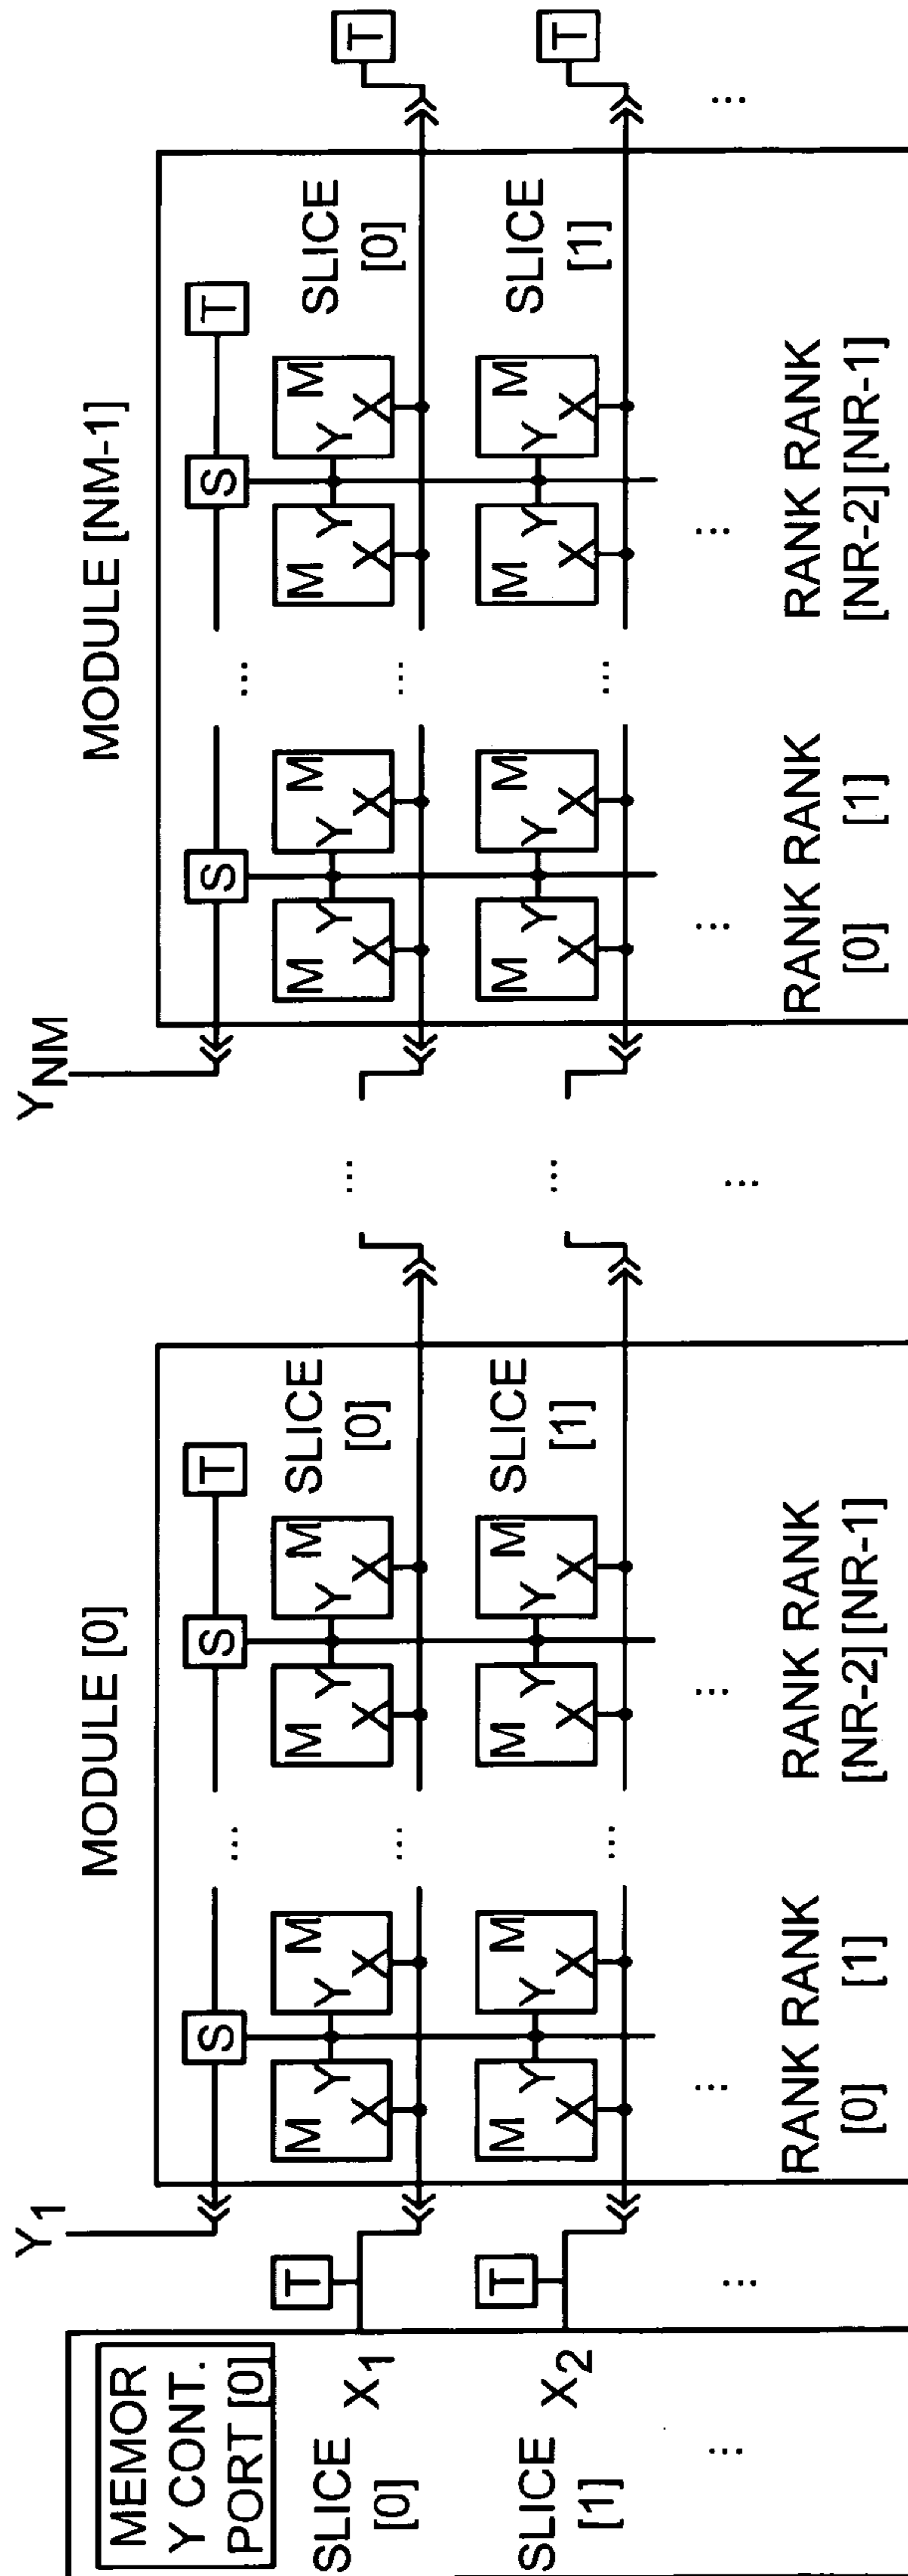 MEMOR
Y CONT.
PORT [0]
SLICE X1
[0]
SLICE X2
[1]
...
T
T
...
Y1
MODULE [0]
S ... S T
M Y X M Y X ... M Y X M Y X SLICE
[0]
M Y X M Y X ... M Y X M Y X SLICE
[1]
... ...
RANK RANK RANK RANK
[0] [1] [NR-2] [NR-1]
...
...
...
YNM
MODULE [NM-1]
S ... S T
M Y X M Y X ... M Y X M Y X SLICE
[0]
M Y X M Y X ... M Y X M Y X SLICE
[1]
... ...
RANK RANK RANK RANK
[0] [1] [NR-2] [NR-1]
T
T
...